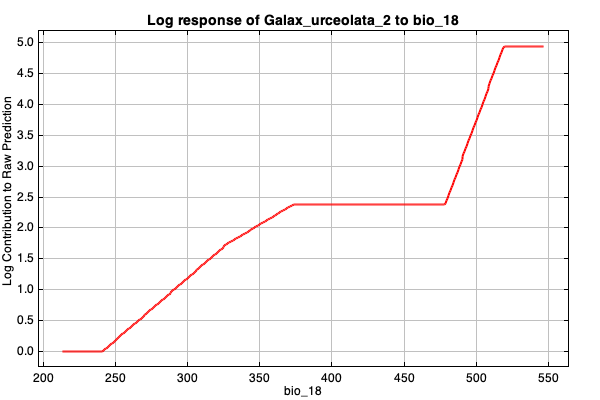 Log response of Galax_urceolata_2 to bio_18
Log Contribution to Raw Prediction
5.0
4.5
4.0
3.5
3.0
2.5
2.0
1.5
1.0
0.5
0.0
200 250 300 350 400 450 500 550
bio_18